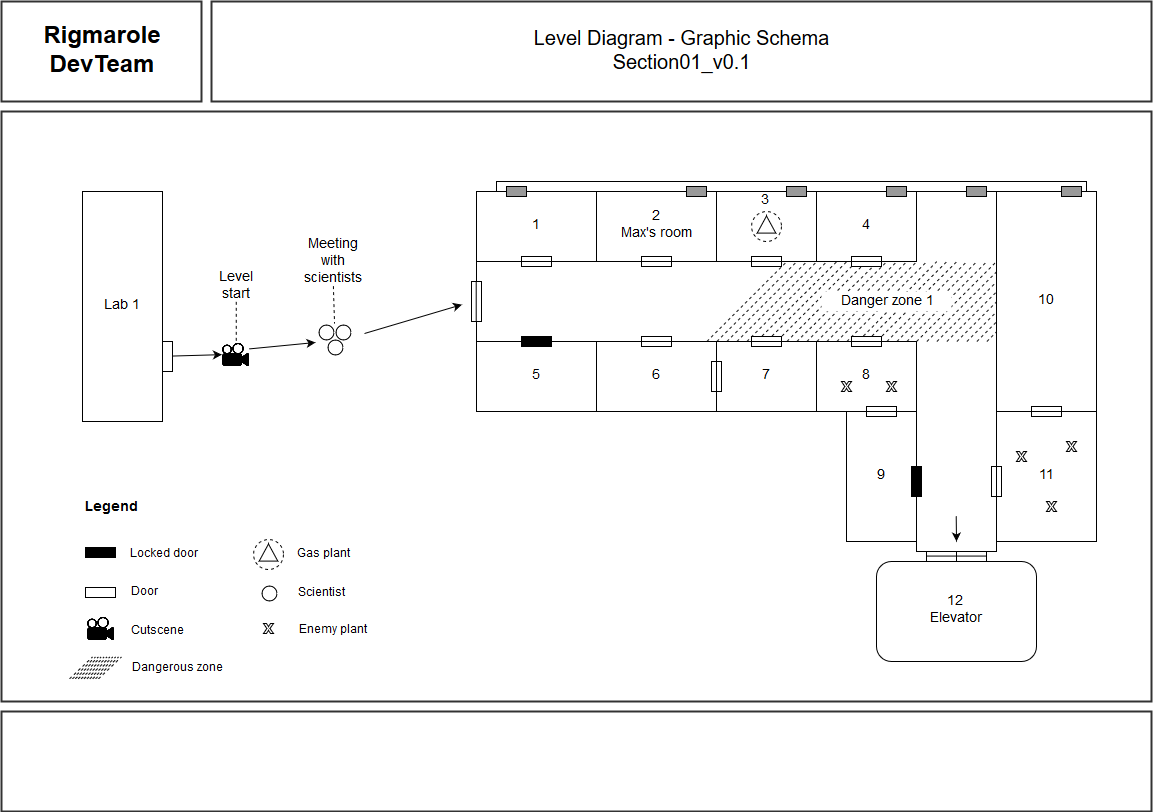 Rigmarole
DevTeam
Level Diagram - Graphic Schema
Section01_v0.1
Lab 1
Level
start
Meeting
with
scientists
1
2
Max's room
3
4
Danger zone 1
10
5
6
7
8
9
11
12
Elevator
Legend
Locked door
Gas plant
Door
Scientist
Cutscene
Enemy plant
Dangerous zone